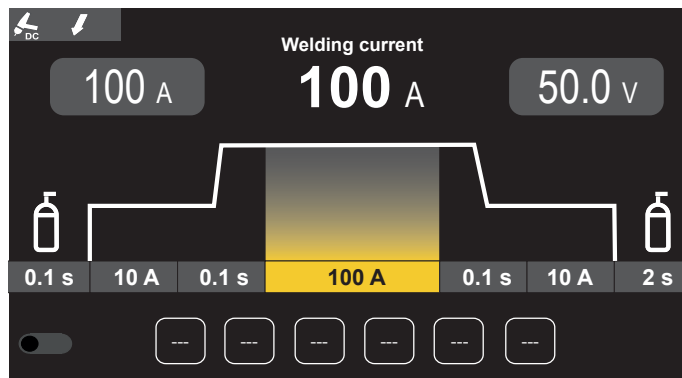 DC
Welding current
100 A
100 A
50.0 V
0.1 s
10 A
0.1 s
100 A
0.1 s
10 A
2 s
---
---
---
---
---
---